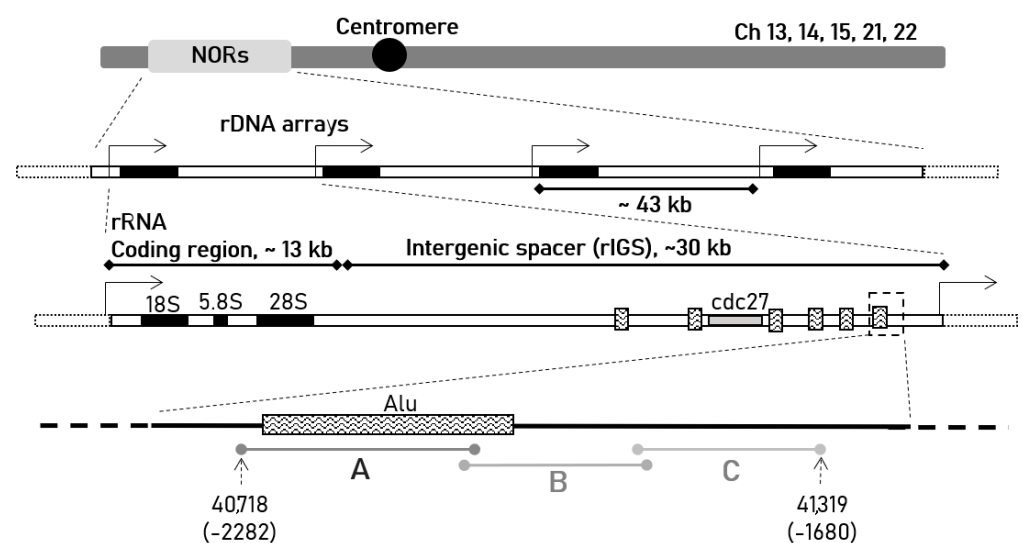 Centromere
Ch 13, 14, 15, 21, 22
NORs
rDNA arrays
~ 43 kb
rRNA
Coding region, ~ 13 kb
Intergenic spacer (rIGS), ~30 kb
18S
5.8S
28S
cdc27
Alu
A
B
C
40,718
(-2282)
41,319
(-1680)